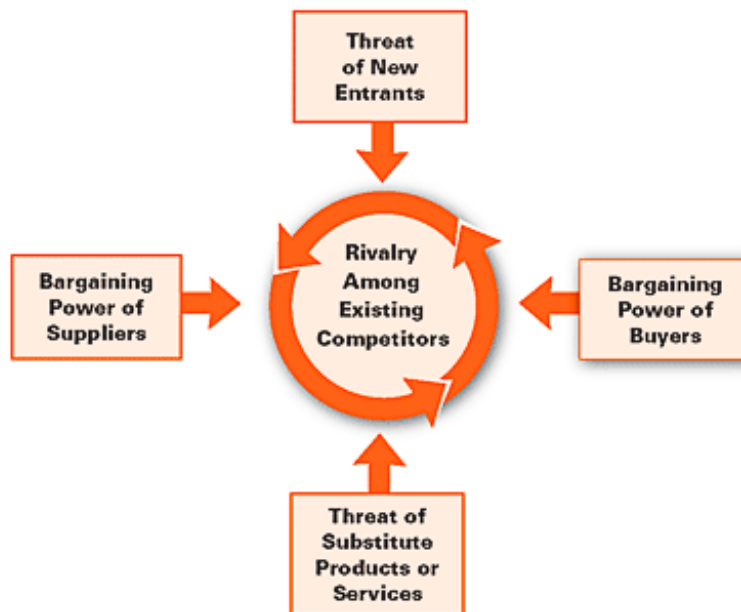 Threat
of New
Entrants
Bargaining
Power of
Suppliers
Rivalry
Among
Existing
Competitors
Bargaining
Power of
Buyers
Threat of
Substitute
Products or
Services